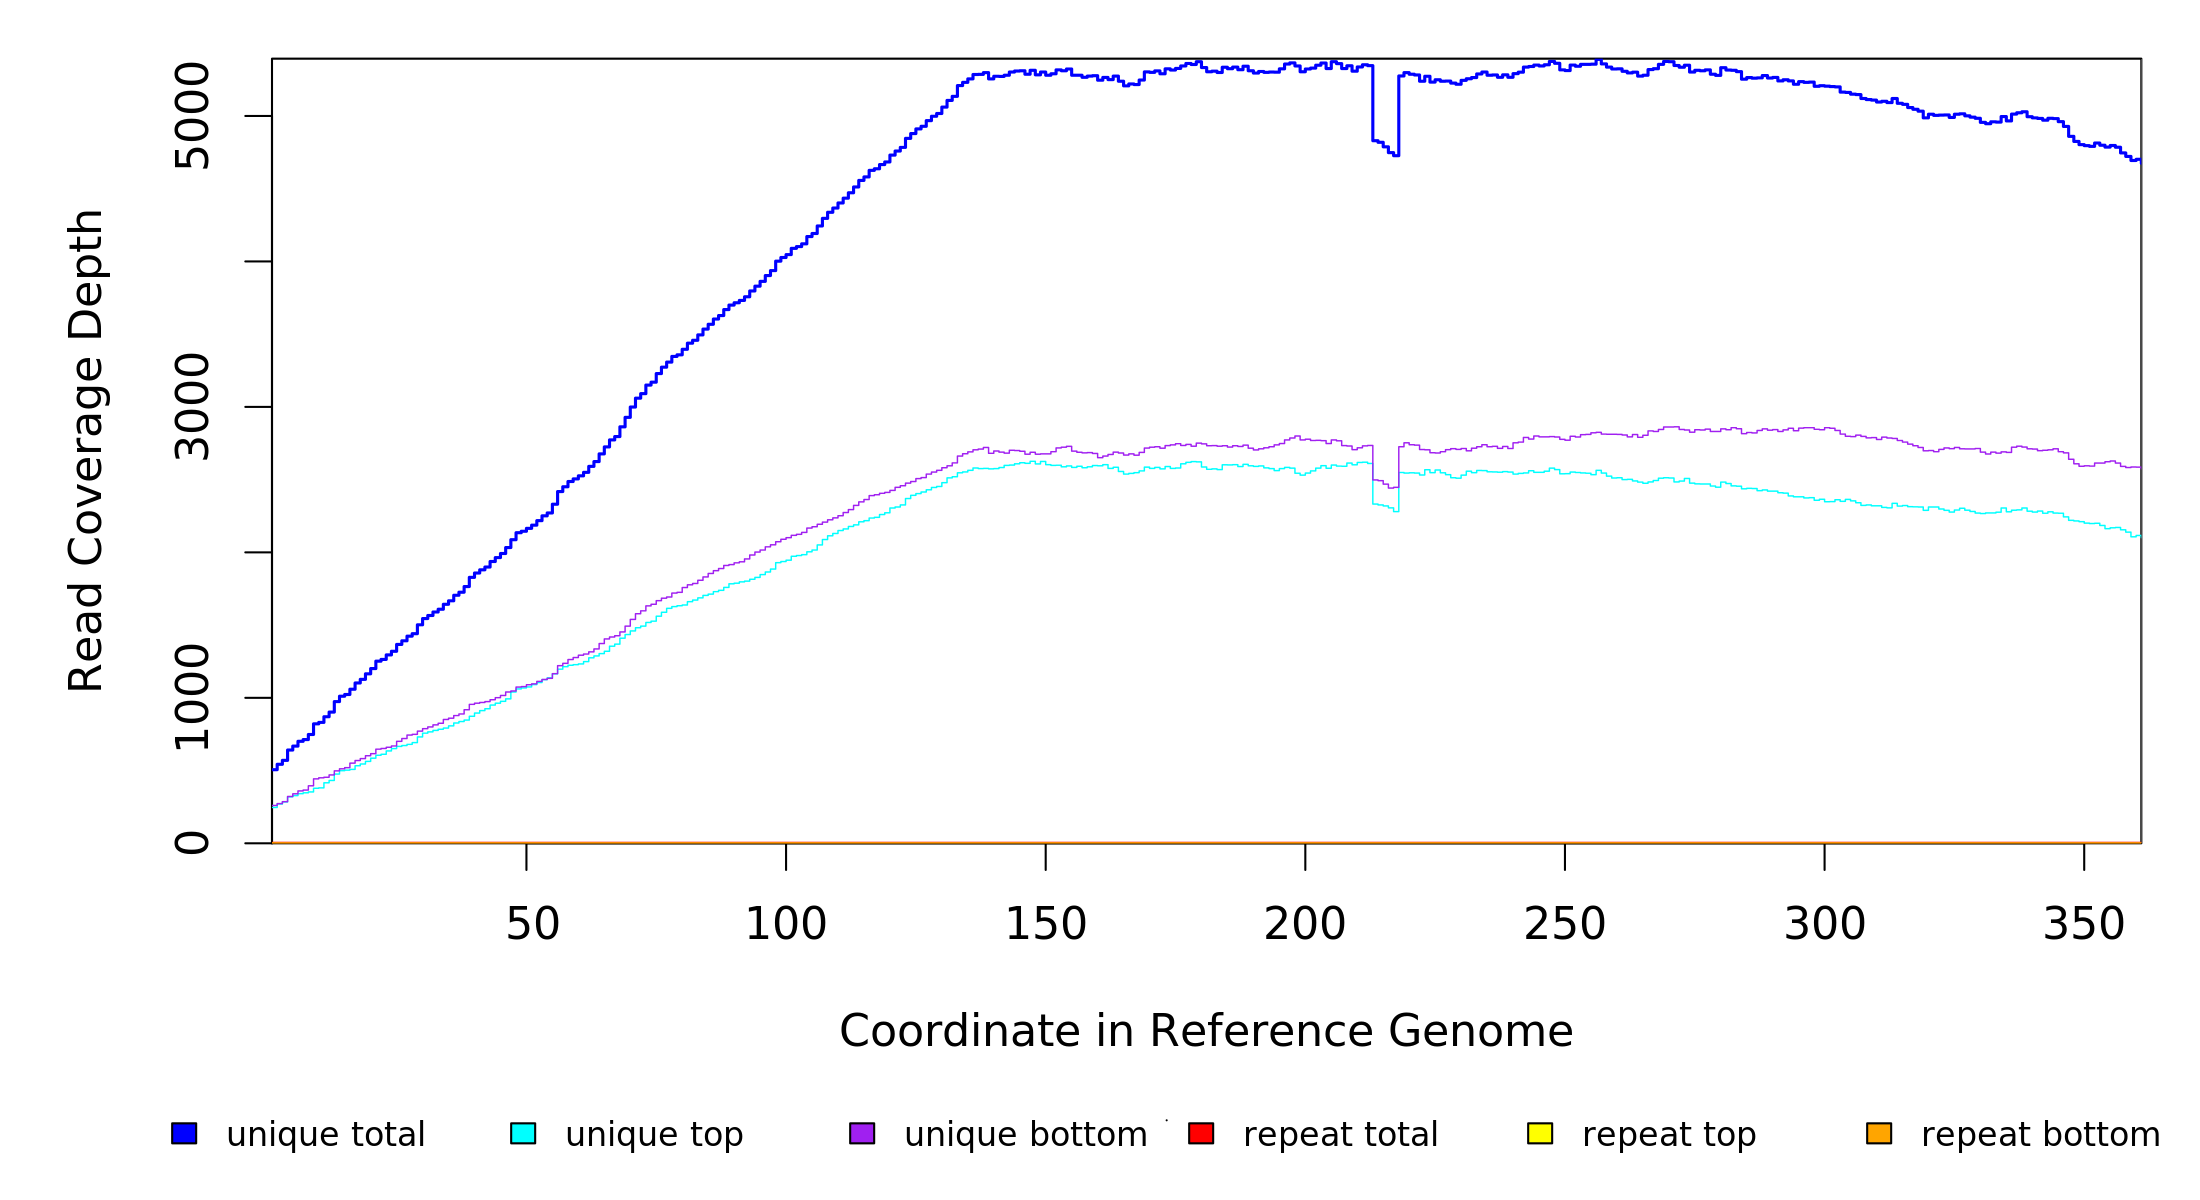 Read Coverage Depth
5000
3000
1000
0
50 100 150 200 250 300 350
Coordinate in Reference Genome
unique total unique top unique bottom repeat total repeat top repeat bottom